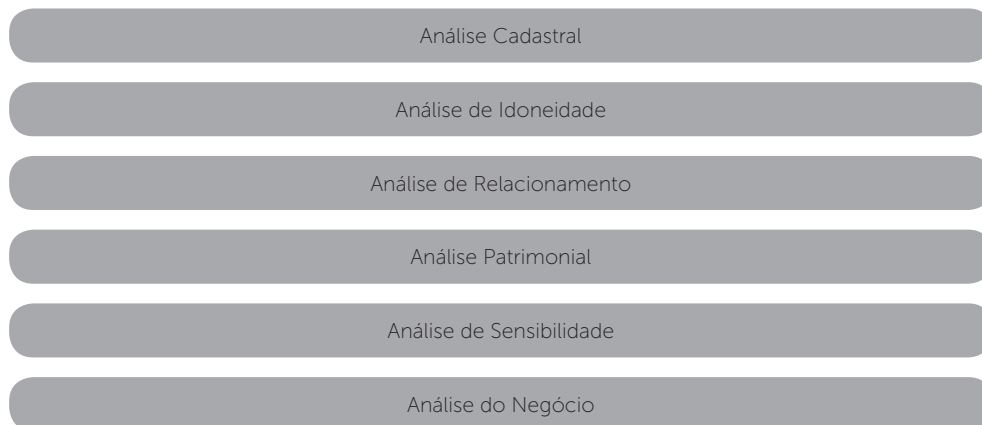 Análise Cadastral
Análise de Idoneidade
Análise de Relacionamento
Análise Patrimonial
Análise de Sensibilidade
Análise do Negócio